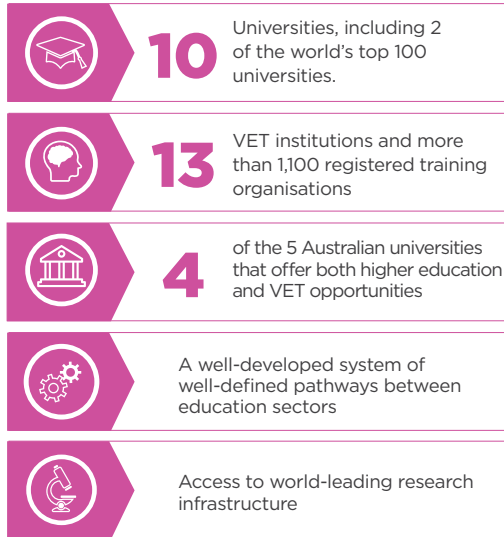 10
Universities, including 2
of the world's top 100
universities.
13
VET institutions and more
than 1,100 registered training
organisations
4
of the 5 Australian universities
that offer both higher education
and VET opportunities
A well-developed system of
well-defined pathways between
education sectors
Access to world-leading research
infrastructure